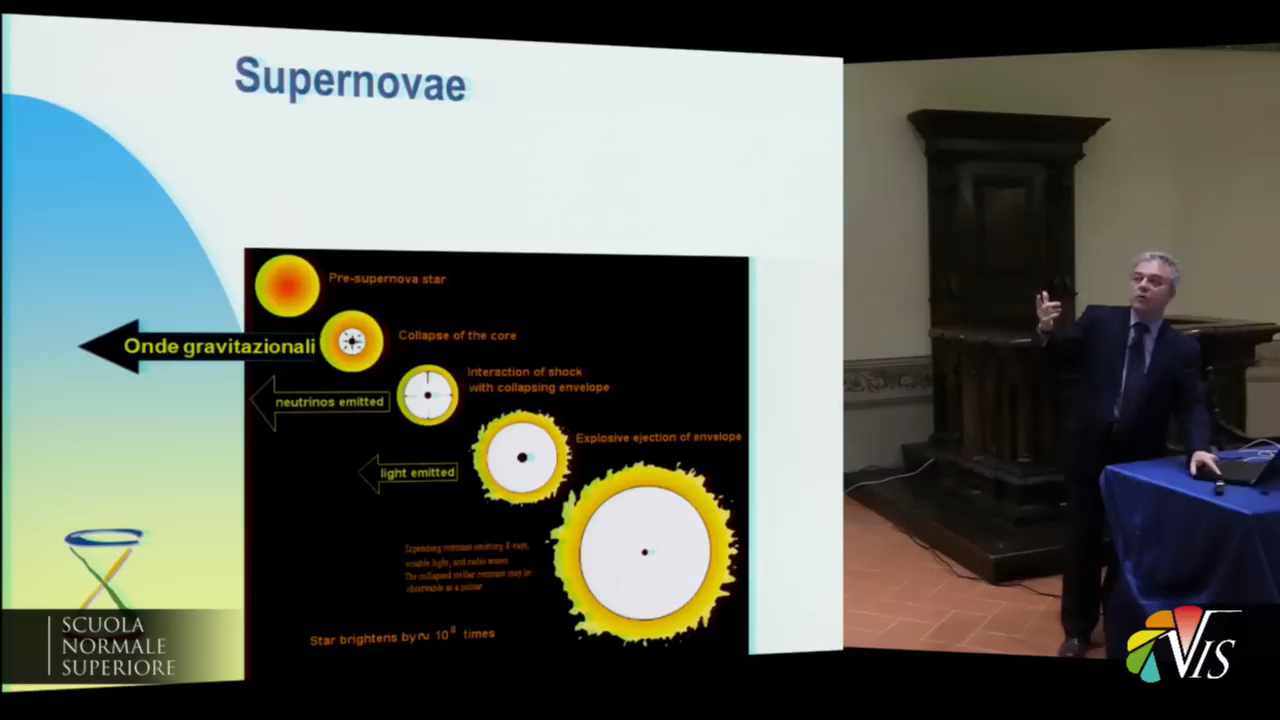 Supernovae
Pre-supernova star
Collapse of the core
Onde gravitazionali
Interaction of shock
with collapsing envelope
neutrinos emitted
Explosive ejection of envelope
light emitted
Expanding remnant emitting X-rays,
visible light, and radio waves
The collapsed stellar remnant may be
observable as a pulsar
Star brightens by ~ 10⁸ times
SCUOLA
NORMALE
SUPERIORE
VIS